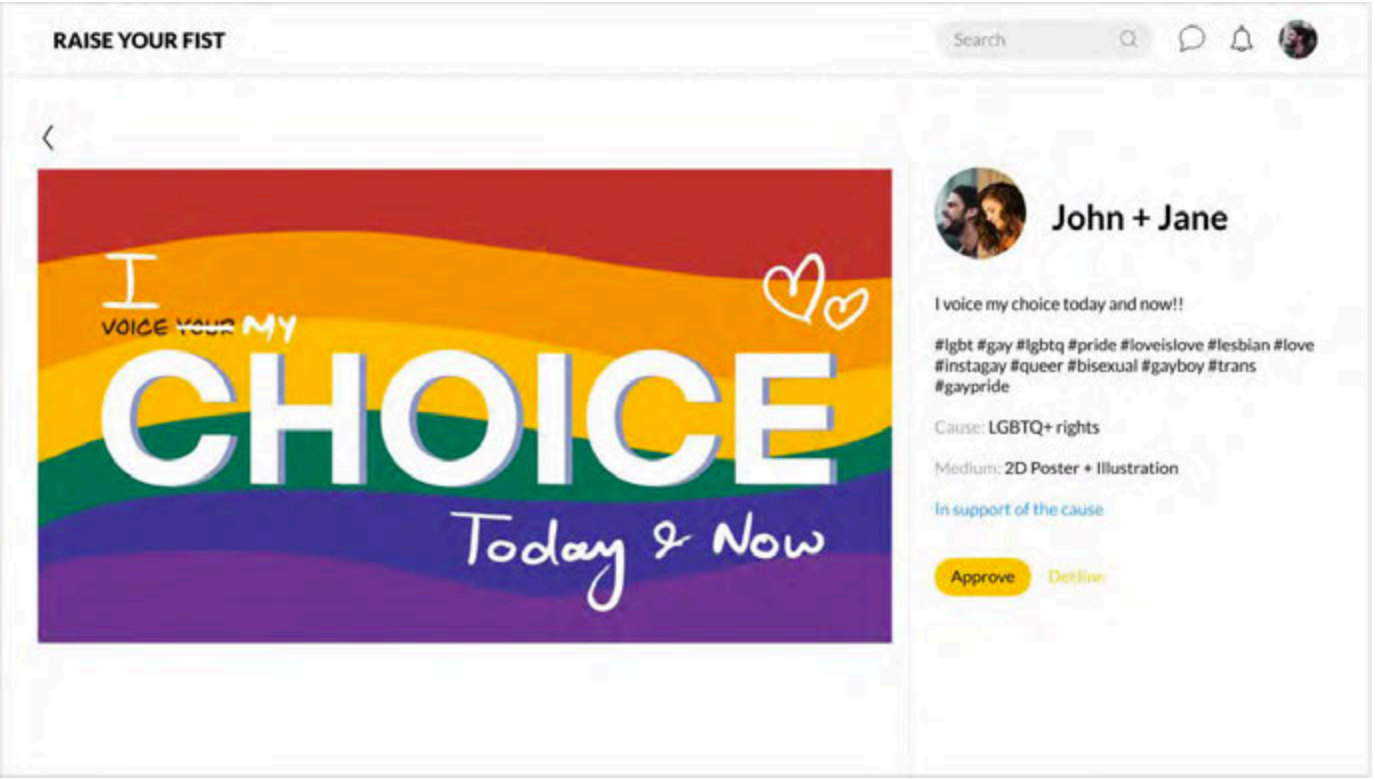 RAISE YOUR FIST
Search
I
VOICE YOUR MY
CHOICE
Today & Now
John + Jane
I voice my choice today and now!!
#lgbt #gay #lgbtq #pride #loveislove #lesbian #love
#instagay #queer #bisexual #gayboy #trans
#gaypride
Cause: LGBTQ+ rights
Medium: 2D Poster + Illustration
In support of the cause
Approve Decline